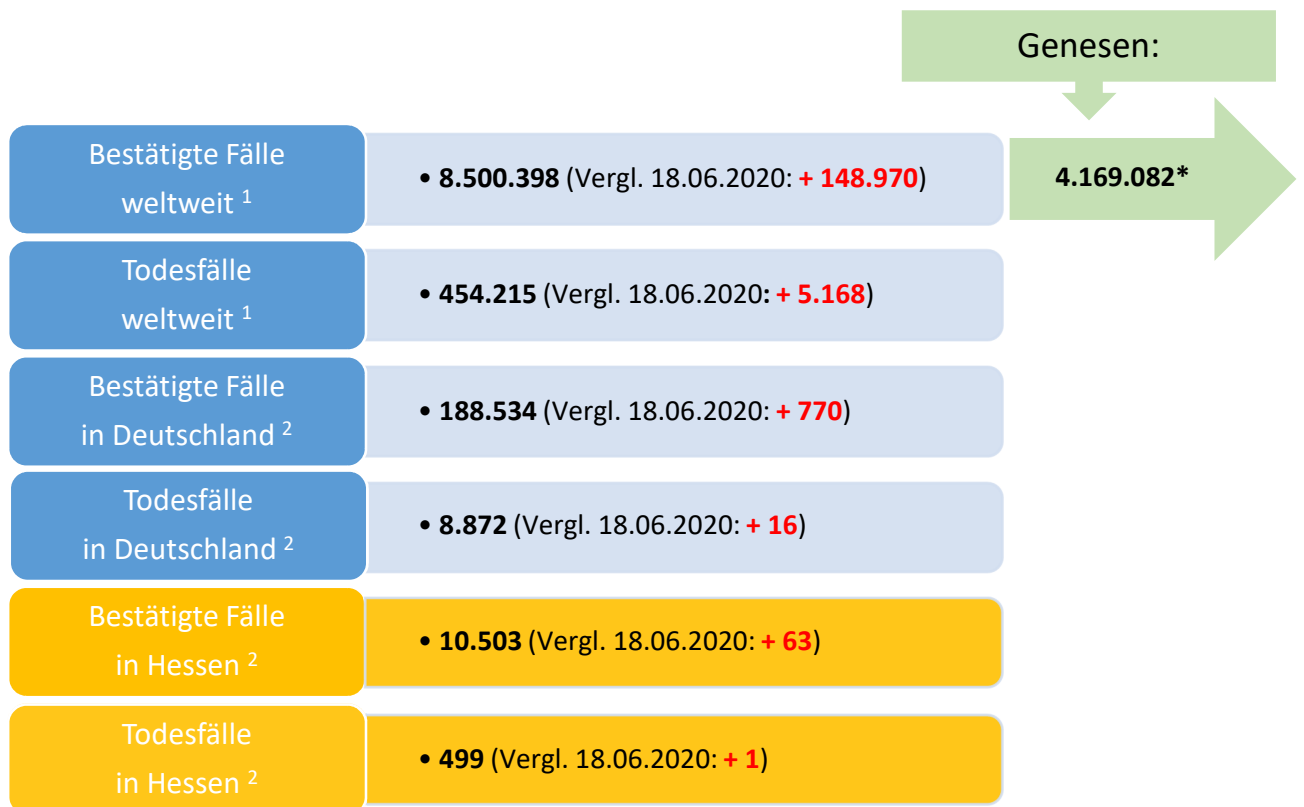 Genesen:
Bestätigte Fälle
weltweit ¹
• 8.500.398 (Vergl. 18.06.2020: + 148.970)
4.169.082*
Todesfälle
weltweit ¹
• 454.215 (Vergl. 18.06.2020: + 5.168)
Bestätigte Fälle
in Deutschland ²
• 188.534 (Vergl. 18.06.2020: + 770)
Todesfälle
in Deutschland ²
• 8.872 (Vergl. 18.06.2020: + 16)
Bestätigte Fälle
in Hessen ²
• 10.503 (Vergl. 18.06.2020: + 63)
Todesfälle
in Hessen ²
• 499 (Vergl. 18.06.2020: + 1)